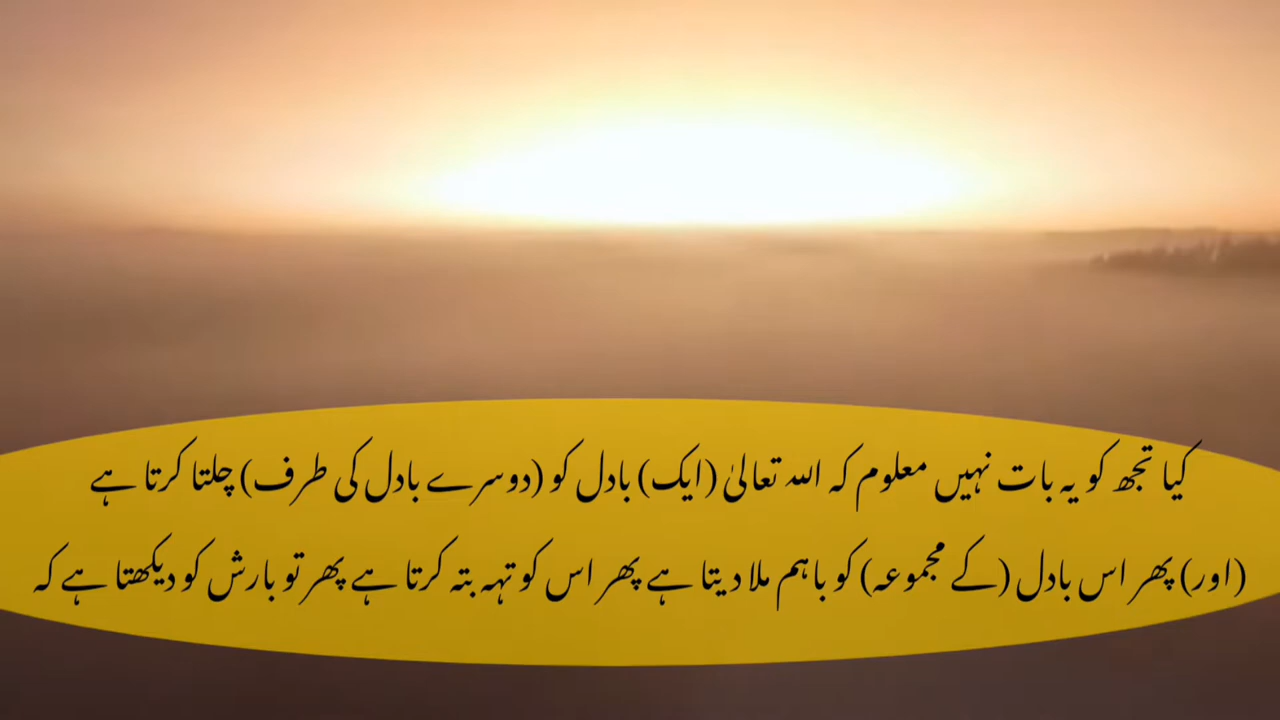 کیا تجھ کو یہ بات نہیں معلوم کہ اللہ تعالیٰ (ایک) بادل کو (دوسرے بادل کی طرف) چلتا کرتا ہے
(اور) پھر اس بادل (کے مجموعہ) کو باہم ملا دیتا ہے پھر اس کو تہہ بتہ کرتا ہے پھر تو بارش کو دیکھتا ہے کہ